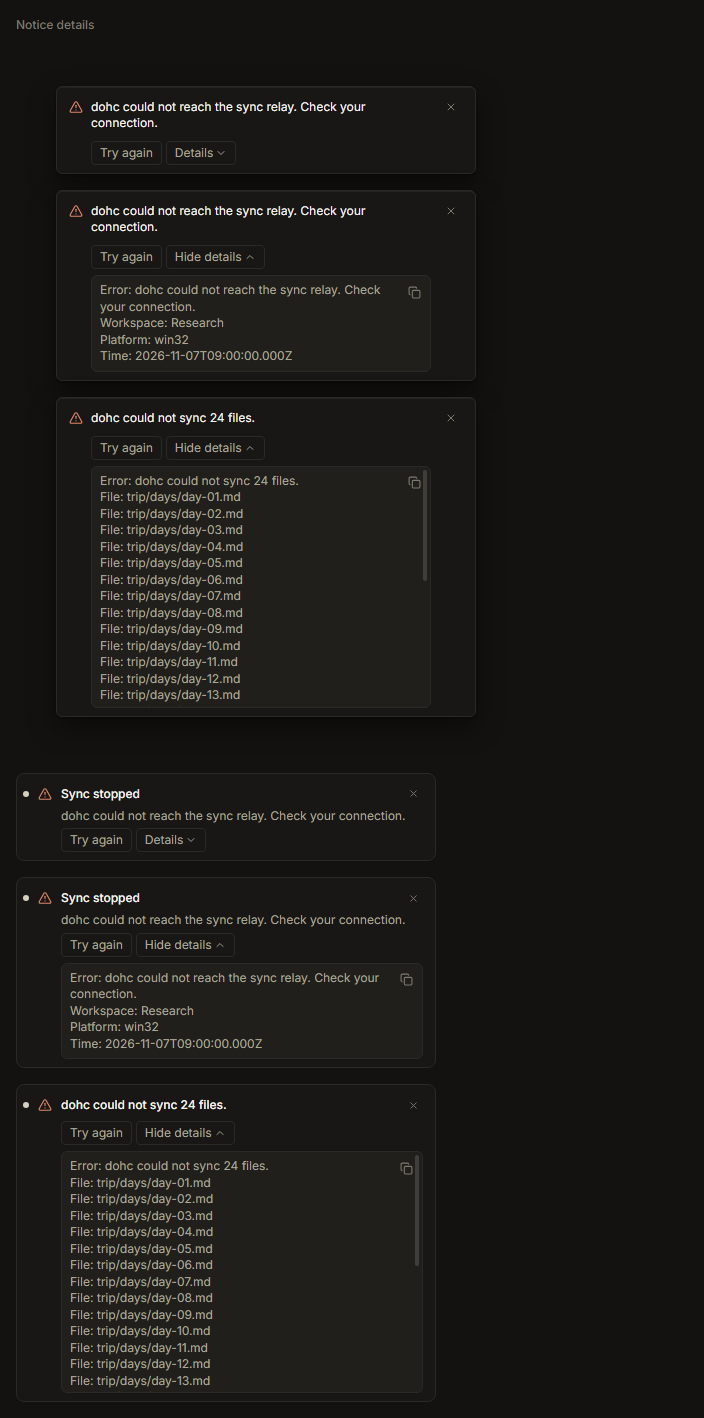 Notice details
dohc could not reach the sync relay. Check your
connection.
Try again
Details
dohc could not reach the sync relay. Check your
connection.
Try again
Hide details
Error: dohc could not reach the sync relay. Check
your connection.
Workspace: Research
Platform: win32
Time: 2026-11-07T09:00:00.000Z
dohc could not sync 24 files.
Try again
Hide details
Error: dohc could not sync 24 files.
File: trip/days/day-01.md
File: trip/days/day-02.md
File: trip/days/day-03.md
File: trip/days/day-04.md
File: trip/days/day-05.md
File: trip/days/day-06.md
File: trip/days/day-07.md
File: trip/days/day-08.md
File: trip/days/day-09.md
File: trip/days/day-10.md
File: trip/days/day-11.md
File: trip/days/day-12.md
File: trip/days/day-13.md
Sync stopped
dohc could not reach the sync relay. Check your connection.
Try again
Details
Sync stopped
dohc could not reach the sync relay. Check your connection.
Try again
Hide details
Error: dohc could not reach the sync relay. Check your
connection.
Workspace: Research
Platform: win32
Time: 2026-11-07T09:00:00.000Z
dohc could not sync 24 files.
Try again
Hide details
Error: dohc could not sync 24 files.
File: trip/days/day-01.md
File: trip/days/day-02.md
File: trip/days/day-03.md
File: trip/days/day-04.md
File: trip/days/day-05.md
File: trip/days/day-06.md
File: trip/days/day-07.md
File: trip/days/day-08.md
File: trip/days/day-09.md
File: trip/days/day-10.md
File: trip/days/day-11.md
File: trip/days/day-12.md
File: trip/days/day-13.md